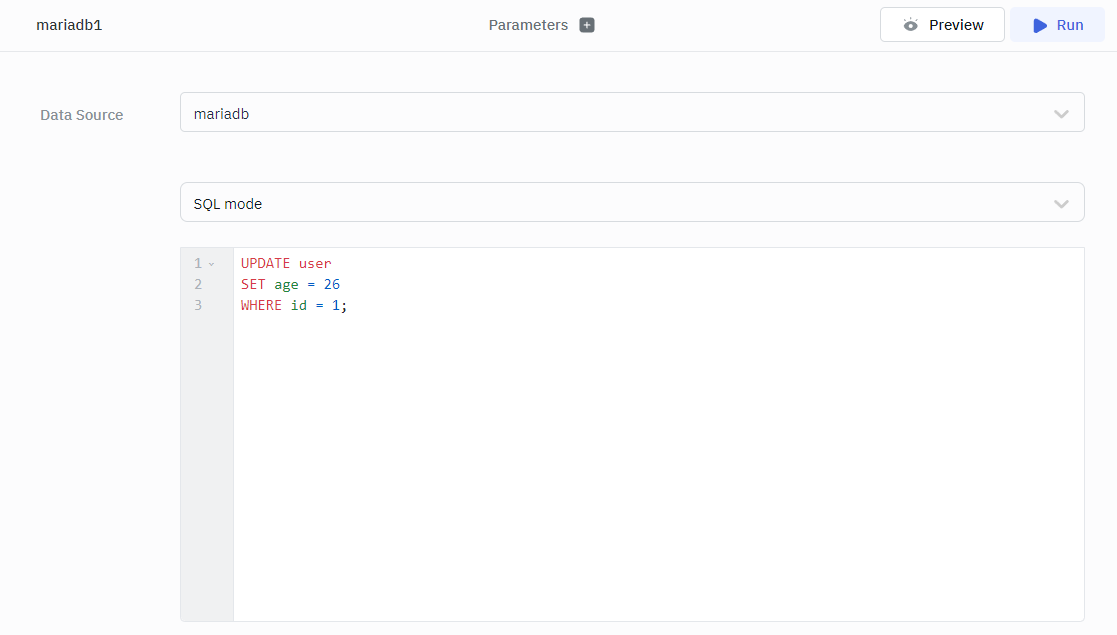 mariadb1
Parameters
Preview
Run
Data Source
mariadb
SQL mode
1 UPDATE user
2 SET age = 26
3 WHERE id = 1;